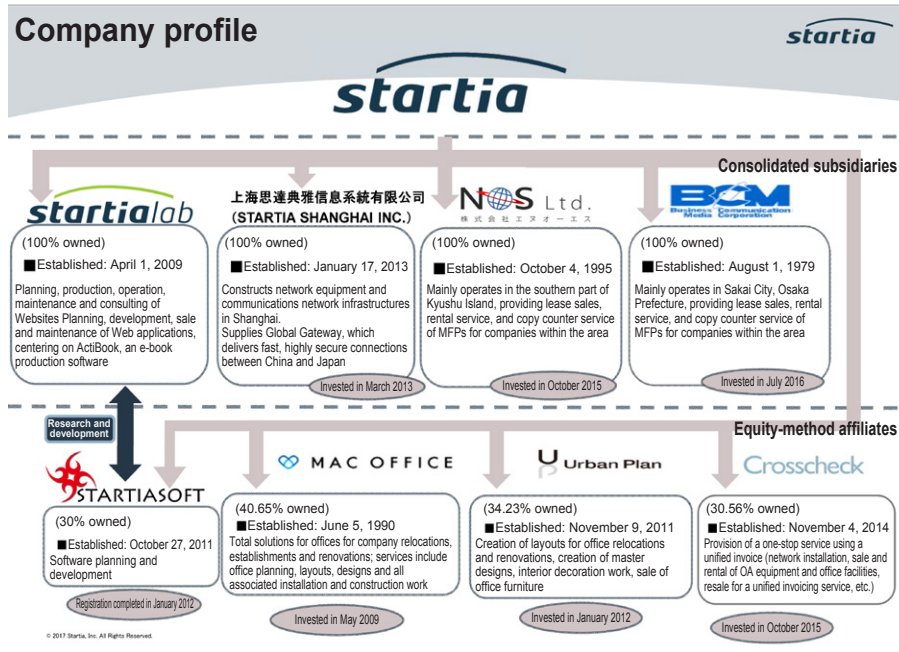 Company profile
startia
startia
Consolidated subsidiaries
startialab
(100% owned)
■Established: April 1, 2009
Planning, production, operation,
maintenance and consulting of
Websites Planning, development, sale
and maintenance of Web applications,
centering on ActiBook, an e-book
production software
上海思達典雅信息系統有限公司
(STARTIA SHANGHAI INC.)
(100% owned)
■Established: January 17, 2013
Constructs network equipment and
communications network infrastructures
in Shanghai.
Supplies Global Gateway, which
delivers fast, highly secure connections
between China and Japan
Invested in March 2013
NOS Ltd.
株式会社エヌオーエス
(100% owned)
■Established: October 4, 1995
Mainly operates in the southern part of
Kyushu Island, providing lease sales,
rental service, and copy counter service
of MFPs for companies within the area
Invested in October 2015
BCM
Business Communication
Media Corporation
(100% owned)
■Established: August 1, 1979
Mainly operates in Sakai City, Osaka
Prefecture, providing lease sales, rental
service, and copy counter service of
MFPs for companies within the area
Invested in July 2016
Research and
development
Equity-method affiliates
STARTIASOFT
(30% owned)
■Established: October 27, 2011
Software planning and
development
Registration completed in January 2012
MAC OFFICE
(40.65% owned)
■Established: June 5, 1990
Total solutions for offices for company relocations,
establishments and renovations; services include
office planning, layouts, designs and all
associated installation and construction work
Invested in May 2009
Urban Plan
(34.23% owned)
■Established: November 9, 2011
Creation of layouts for office relocations
and renovations, creation of master
designs, interior decoration work, sale of
office furniture
Invested in January 2012
Crosscheck
(30.56% owned)
■Established: November 4, 2014
Provision of a one-stop service using a
unified invoice (network installation, sale and
rental of OA equipment and office facilities,
resale for a unified invoicing service, etc.)
Invested in October 2015
© 2017 Startia, Inc. All Rights Reserved.